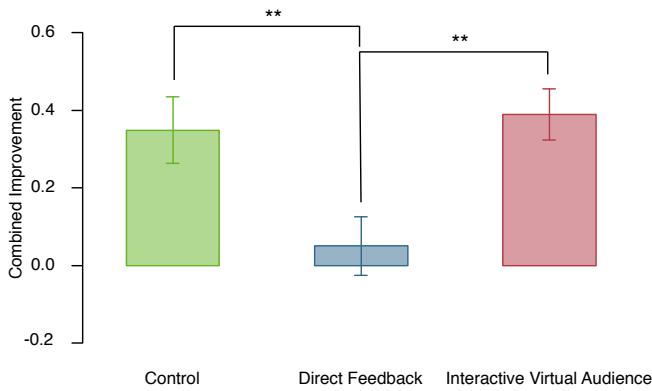 **
**
0.6
0.4
0.2
0.0
-0.2
Combined Improvement
Control
Direct Feedback
Interactive Virtual Audience